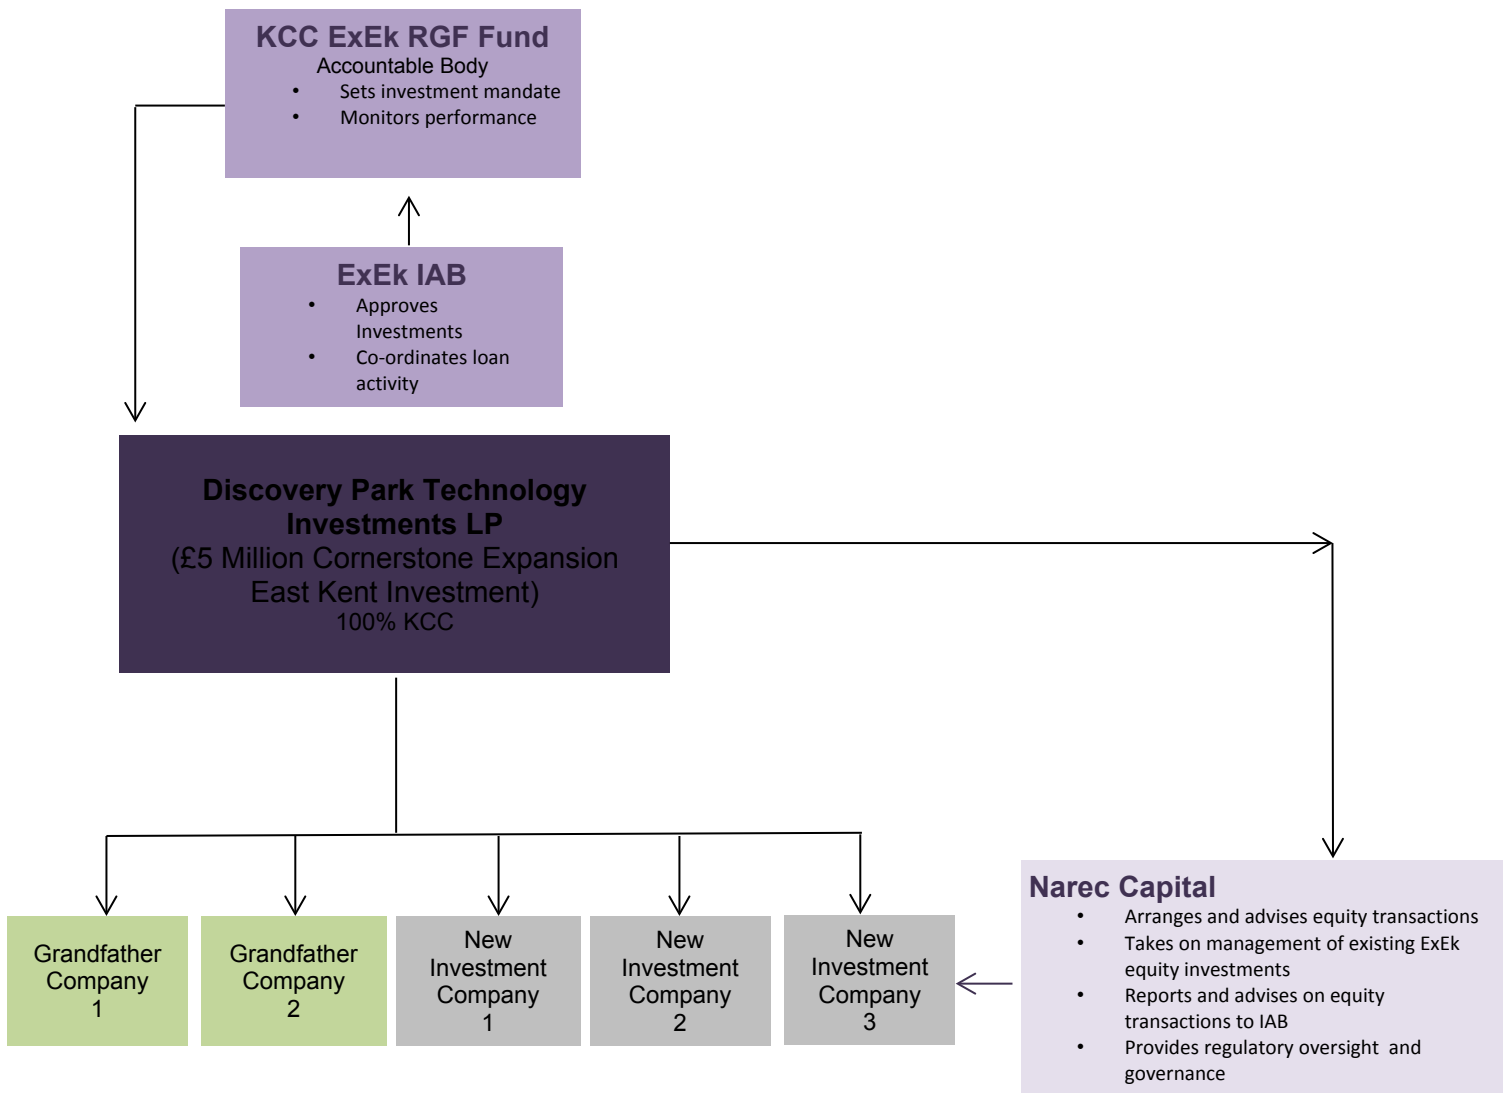 KCC ExEk RGF Fund
Accountable Body
• Sets investment mandate
• Monitors performance
ExEk IAB
• Approves
Investments
• Co-ordinates loan
activity
Discovery Park Technology
Investments LP
(£5 Million Cornerstone Expansion
East Kent Investment)
100% KCC
Grandfather
Company
1
Grandfather
Company
2
New
Investment
Company
1
New
Investment
Company
2
New
Investment
Company
3
Narec Capital
• Arranges and advises equity transactions
• Takes on management of existing ExEk
equity investments
• Reports and advises on equity
transactions to IAB
• Provides regulatory oversight and
governance